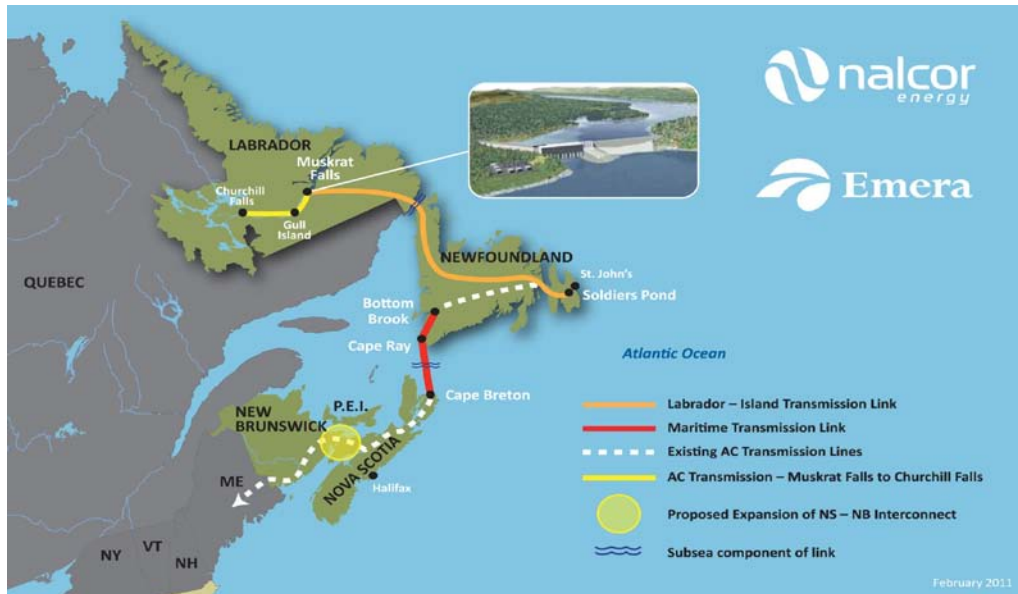 nalcor
energy
Emera
LABRADOR
Muskrat
Falls
Churchill
Falls
Gull
Island
QUEBEC
NEWFOUNDLAND
St. John's
Soldiers Pond
Bottom
Brook
Cape Ray
Atlantic Ocean
Cape Breton
P.E.I.
NEW
BRUNSWICK
NOVA SCOTIA
Halifax
ME
NY
VT
NH
Labrador – Island Transmission Link
Maritime Transmission Link
Existing AC Transmission Lines
AC Transmission – Muskrat Falls to Churchill Falls
Proposed Expansion of NS – NB Interconnect
Subsea component of link
February 2011